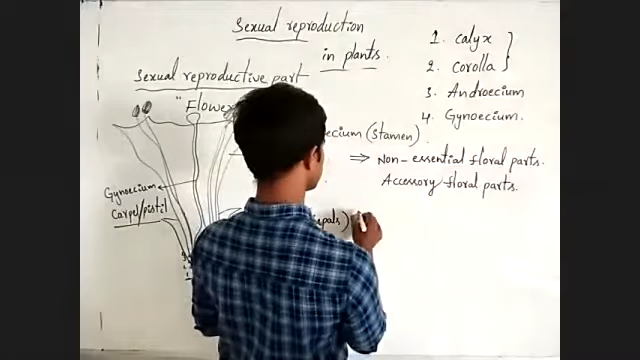 Sexual reproduction
in plants.
Sexual reproductive part
"Flower
ecium (stamen)
Gynoecium
Carpel/pistil
pals)
1. Calyx
2. Corolla
3. Androecium
4. Gynoecium.
⇒ Non-essential floral parts.
Accessory floral parts.